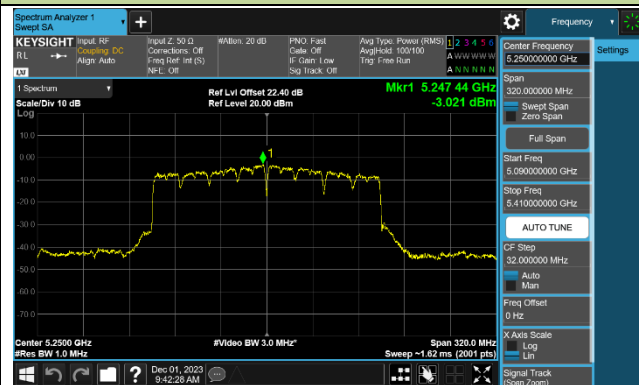 Spectrum Analyzer 1
Swept SA
Frequency
KEYSIGHT
RL
LXI
Input: RF
Coupling: DC
Align: Auto
Input Z: 50 Ω
Corrections: Off
Freq Ref: Int (S)
NFE: Off
#Atten: 20 dB
PNO: Fast
Gate: Off
IF Gain: Low
Sig Track: Off
Avg Type: Power (RMS)
Avg|Hold: 100/100
Trig: Free Run
1 2 3 4 5 6
A W W W W W
A N N N N N
1 Spectrum
Scale/Div 10 dB
Log
Ref Lvl Offset 22.40 dB
Ref Level 20.00 dBm
Mkr1 5.247 44 GHz
-3.021 dBm
10.0
0.00
-10.0
-20.0
-30.0
-40.0
-50.0
-60.0
-70.0
1
Center 5.2500 GHz
#Res BW 1.0 MHz
#Video BW 3.0 MHz*
Span 320.0 MHz
Sweep ~1.62 ms (2001 pts)
Center Frequency
5.250000000 GHz
Settings
Span
320.000000 MHz
Swept Span
Zero Span
Full Span
Start Freq
5.090000000 GHz
Stop Freq
5.410000000 GHz
AUTO TUNE
CF Step
32.000000 MHz
Auto
Man
Freq Offset
0 Hz
X Axis Scale
Log
Lin
Signal Track
(Span Zoom)
?
Dec 01, 2023
9:42:28 AM